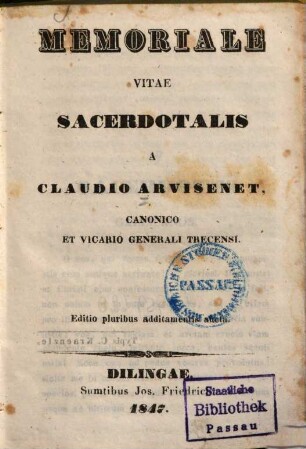 MEMORIALE
VITAE
SACERDOTALIS
A
CLAUDIO ARVISENET,
CANONICO
ET VICARIO GENERALI TRECENSI.
PASSAU
Editio pluribus additamentis aucta.
DILINGAE,
Sumtibus Jos. Friedrich
1847.
Staatliche
Bibliothek
Passau